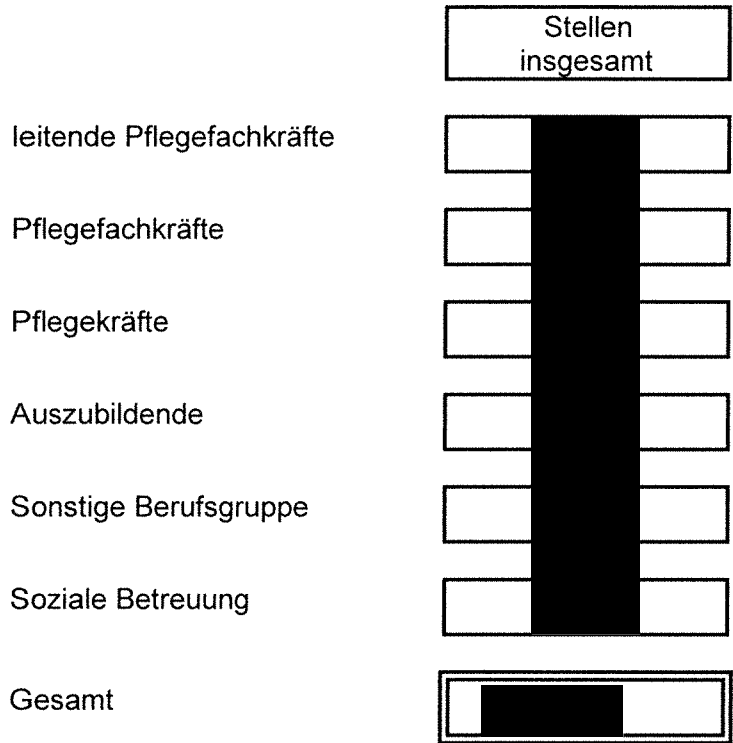 Stellen
insgesamt
leitende Pflegefachkräfte
Pflegefachkräfte
Pflegekräfte
Auszubildende
Sonstige Berufsgruppe
Soziale Betreuung
Gesamt